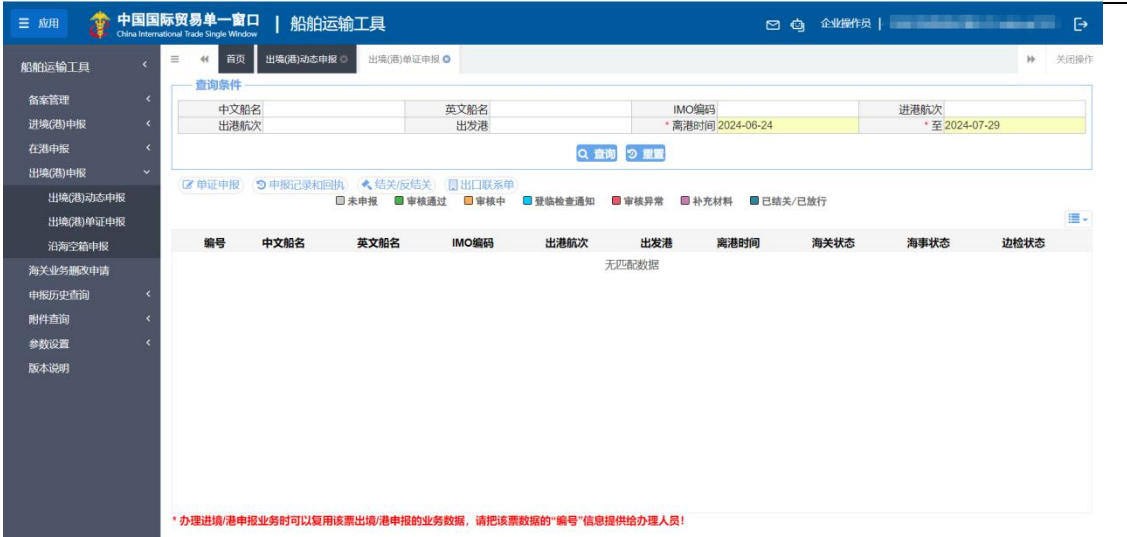 应用 中国国际贸易单一窗口 | 船舶运输工具 企业操作员 |
China International Trade Single Window
船舶运输工具
备案管理
进境(港)申报
在港申报
出境(港)申报
出境(港)动态申报
出境(港)单证申报
沿海空箱申报
海关业务删改申请
申报历史查询
附件查询
参数设置
版本说明
首页 出境(港)动态申报 出境(港)单证申报 关闭操作
查询条件
中文船名 英文船名 IMO编码 进港航次
出港航次 出发港 * 离港时间 2024-06-24 * 至 2024-07-29
查询 重置
单证申报 申报记录和回执 结关/反结关 出口联系单
未申报 审核通过 审核中 登临检查通知 审核异常 补充材料 已结关/已放行
编号 中文船名 英文船名 IMO编码 出港航次 出发港 离港时间 海关状态 海事状态 边检状态
无匹配数据
* 办理进境/港申报业务时可以复用该票出境/港申报的业务数据，请把该票数据的“编号”信息提供给办理人员！